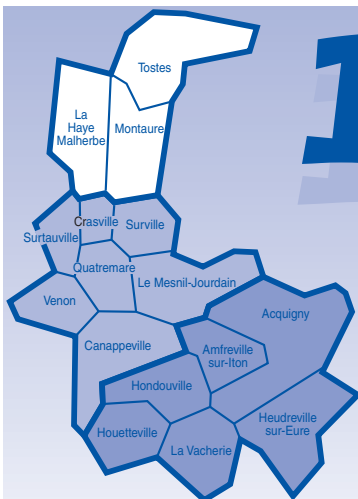 Tostes
La
Haye
Malherbe
Montaure
Crasville
Surville
Surtauville
Quatremare
Le Mesnil-Jourdain
Venon
Acquigny
Canappeville
Amfreville
sur-Iton
Hondouville
Heudreville
sur-Eure
Houetteville
La Vacherie